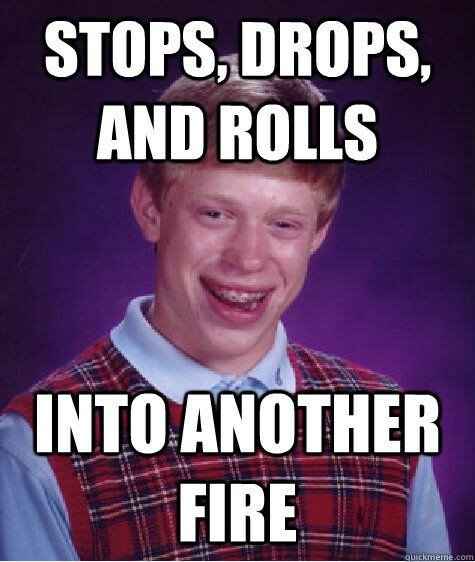 STOPS, DROPS,
AND ROLLS
INTO ANOTHER
FIRE
quickmeme.com